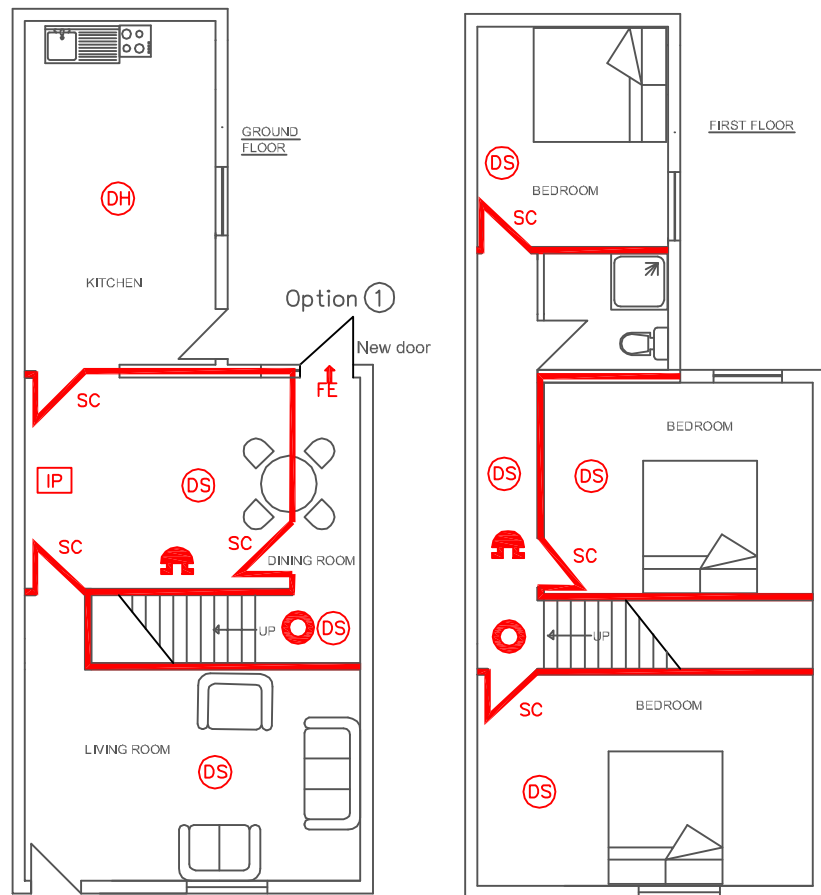 GROUND
FLOOR
DH
KITCHEN
Option 1
New door
FE
SC
IP
DS
SC
SC
DINING ROOM
UP
DS
LIVING ROOM
DS
FIRST FLOOR
DS
BEDROOM
SC
BEDROOM
DS
DS
SC
UP
SC
BEDROOM
DS